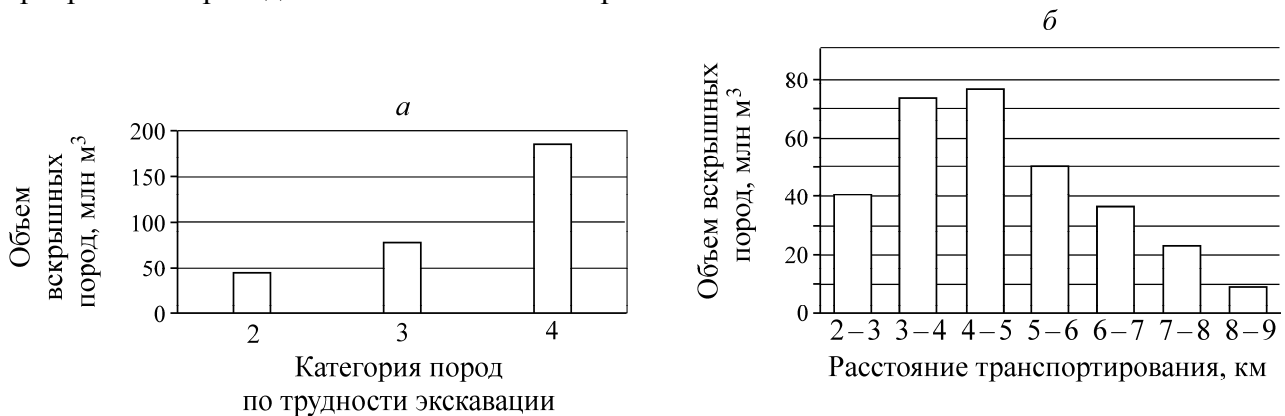 а
Объем
вскрышных
пород, млн м³
200
150
100
50
0
2 3 4
Категория пород
по трудности экскавации
б
Объем вскрышных
пород, млн м³
80
60
40
20
0
2–3 3–4 4–5 5–6 6–7 7–8 8–9
Расстояние транспортирования, км